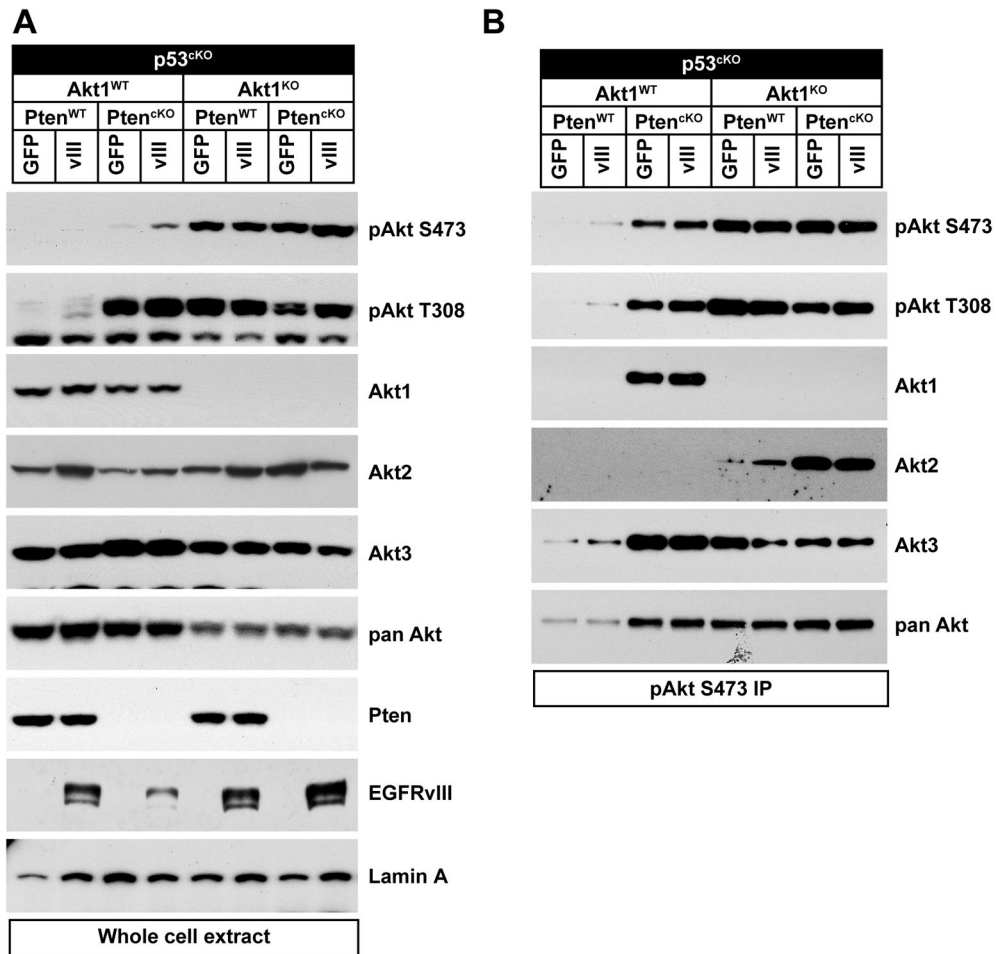 A
p53cKO
Akt1WT Akt1KO
PtenWT PtencKO PtenWT PtencKO
GFP vIII GFP vIII GFP vIII GFP vIII
pAkt S473
pAkt T308
Akt1
Akt2
Akt3
pan Akt
Pten
EGFRvIII
Lamin A
Whole cell extract
B
p53cKO
Akt1WT Akt1KO
PtenWT PtencKO PtenWT PtencKO
GFP vIII GFP vIII GFP vIII GFP vIII
pAkt S473
pAkt T308
Akt1
Akt2
Akt3
pan Akt
pAkt S473 IP